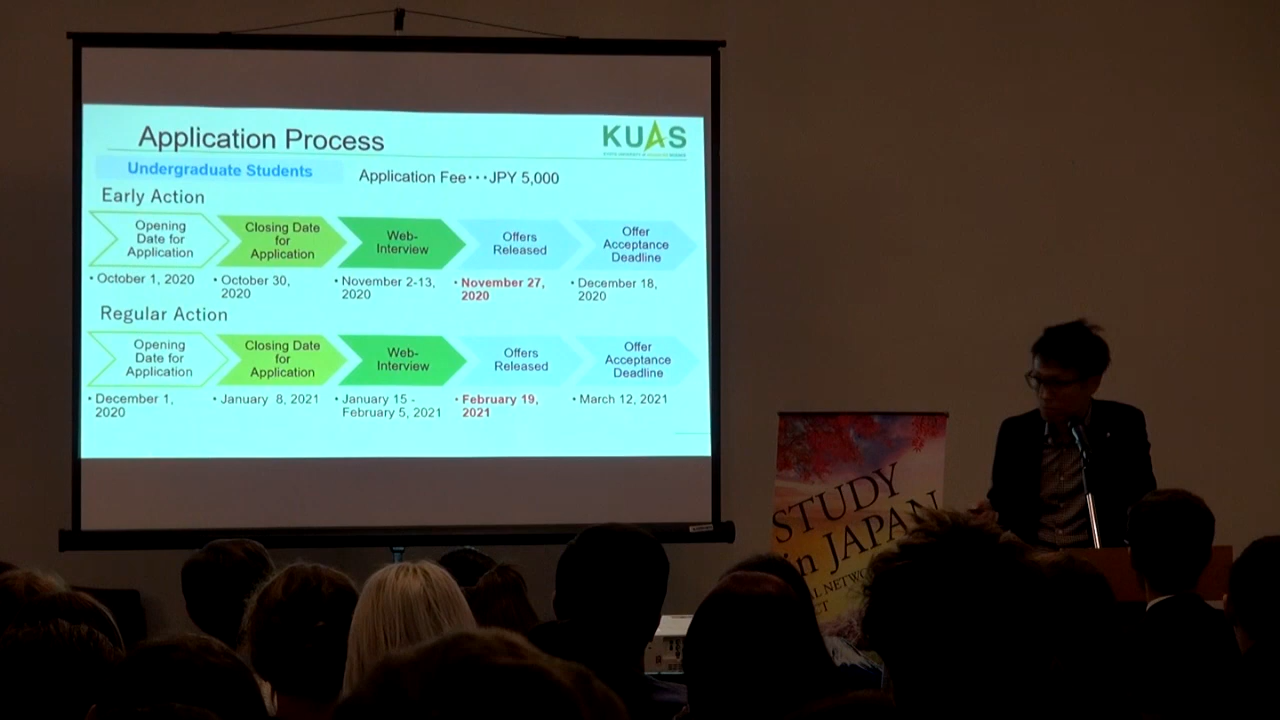 Application Process
KUAS
Undergraduate Students
Application Fee・・・JPY 5,000
Early Action
Opening
Date for
Application
Closing Date
for
Application
Web-
Interview
Offers
Released
Offer
Acceptance
Deadline
• October 1, 2020
• October 30,
2020
• November 2-13,
2020
• November 27,
2020
• December 18,
2020
Regular Action
Opening
Date for
Application
Closing Date
for
Application
Web-
Interview
Offers
Released
Offer
Acceptance
Deadline
• December 1,
2020
• January 8, 2021
• January 15 -
February 5, 2021
• February 19,
2021
• March 12, 2021
STUDY
in JAPAN